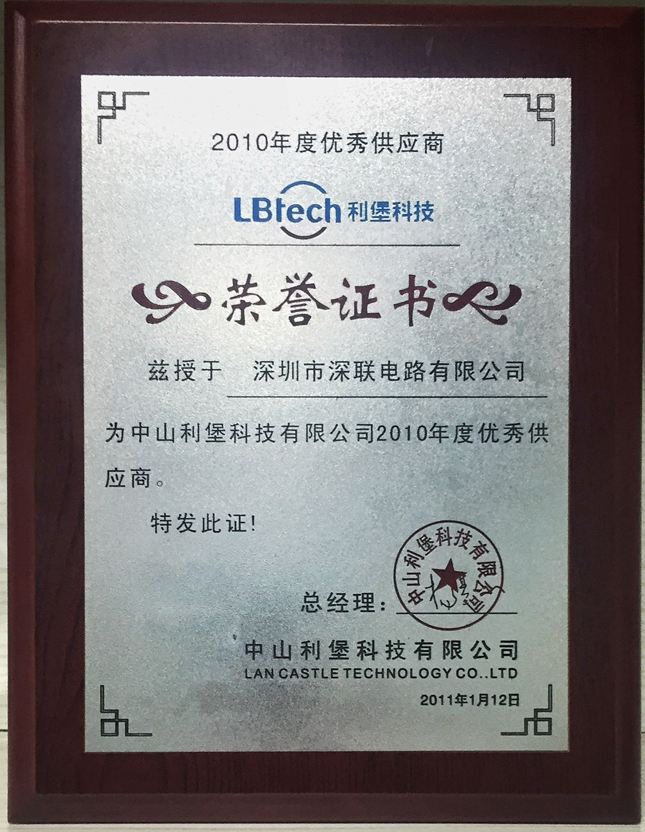 2010年度优秀供应商
LBtech 利堡科技
荣誉证书
兹授于 深圳市深联电路有限公司
为中山利堡科技有限公司2010年度优秀供
应商。
特发此证!
中山利堡科技有限公司
总经理:
中山利堡科技有限公司
LAN CASTLE TECHNOLOGY CO..LTD
2011年1月12日